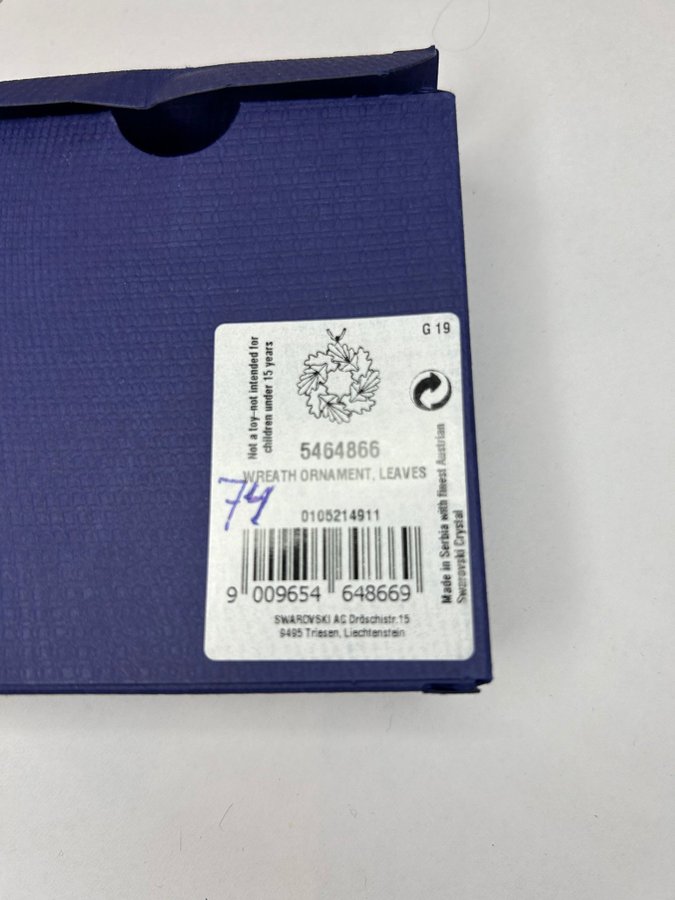 G 19
Not a toy-not intended for
children under 15 years
5464866
WREATH ORNAMENT, LEAVES
74
0105214911
9 009654 648669
SWAROVSKI AG Dröschistr.15
9495 Triesen, Liechtenstein
Made in Serbia with finest Austrian
Swarovski Crystal